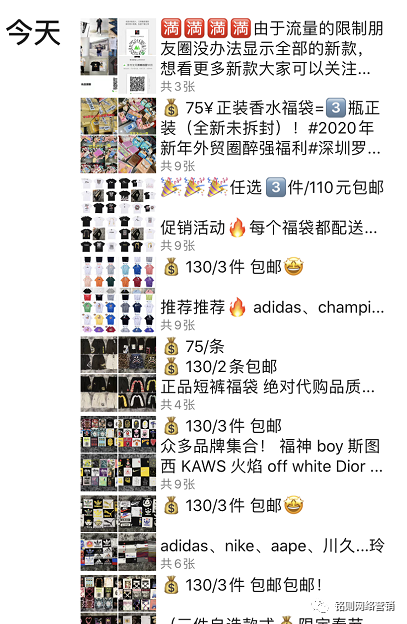 今天
满 满 满 满 由于流量的限制朋
友圈没办法显示全部的新款，
想看更多新款大家可以关注...
共3张
💰 75¥ 正装香水福袋=3️⃣瓶正
装（全新未拆封）！#2020年
新年外贸圈醉强福利#深圳罗...
共9张
🎉🎉🎉任选 3️⃣件/110元包邮
促销活动🔥每个福袋都配送...
共9张
💰 130/3件 包邮🤩
推荐推荐🔥 adidas、champi...
共9张
💰 75/条
💰 130/2条包邮
正品短裤福袋 绝对代购品质...
共4张
💰 130/3件 包邮
众多品牌集合！ 福神 boy 斯图
西 KAWS 火焰 off white Dior ...
共9张
💰 130/3件 包邮🤩
adidas、nike、aape、川久...玲
共6张
💰 130/3件 包邮包邮！
铭则网络营销